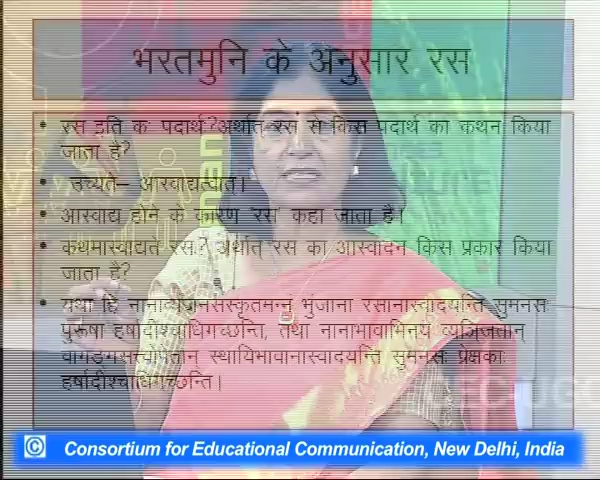 भरतमुनि के अनुसार रस
• रस इति कः पदार्थः? अर्थात् रस से किस पदार्थ का कथन किया
जाता है?
• उच्यते– आस्वाद्यत्वात्।
• आस्वाद्य होने के कारण 'रस' कहा जाता है।
• कथमास्वाद्यते रसः? अर्थात् रस का आस्वादन किस प्रकार किया
जाता है?
• यथा हि नानाव्यंजनसंस्कृतमन्नं भुंजाना रसानास्वादयन्ति सुमनसः
पुरूषा हर्षादींश्चाधिगच्छन्ति, तथा नानाभावाभिनय व्यञ्जितान्
वागङ्गसत्त्वोपेतान् स्थायिभावानास्वादयन्ति सुमनसः प्रेक्षकाः
हर्षादींश्चाधिगच्छन्ति।
© Consortium for Educational Communication, New Delhi, India